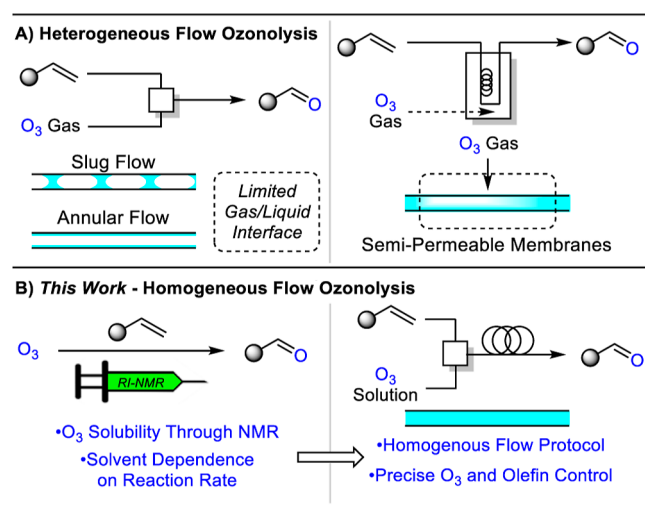 A) Heterogeneous Flow Ozonolysis
O3 Gas
O
Slug Flow
Annular Flow
Limited
Gas/Liquid
Interface
O
O3
Gas
O3 Gas
Semi-Permeable Membranes
B) This Work - Homogeneous Flow Ozonolysis
O3
RI-NMR
O
•O3 Solubility Through NMR
•Solvent Dependence
on Reaction Rate
O3
Solution
O
•Homogenous Flow Protocol
•Precise O3 and Olefin Control